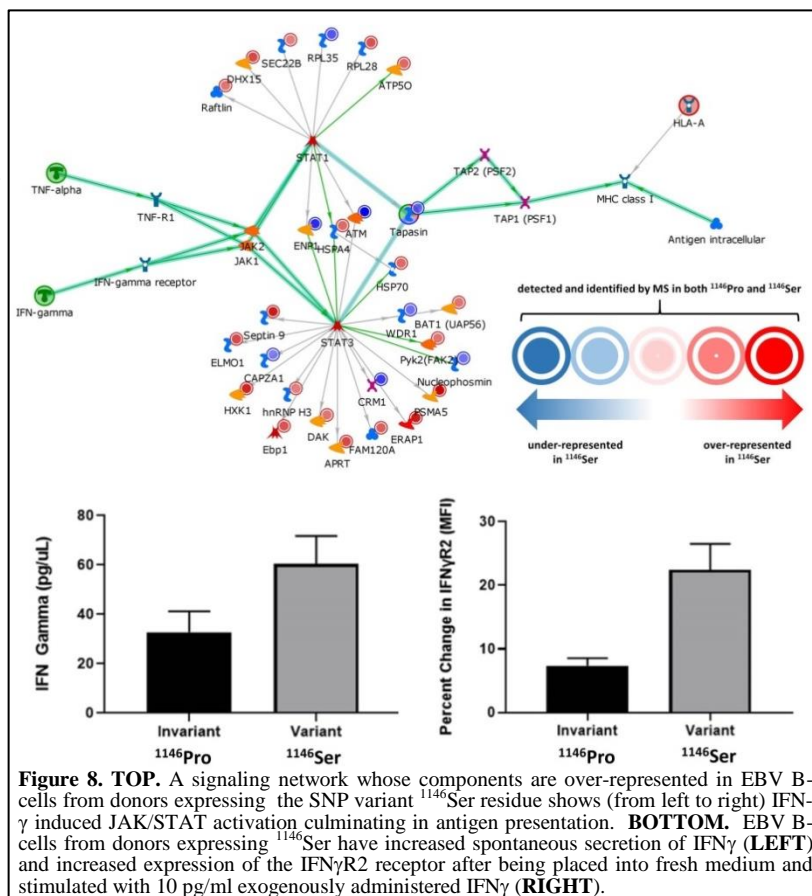 RPL35
SEC22B
RPL28
DHX15
ATP5O
Raftlin
STAT1
HLA-A
TAP2 (PSF2)
TNF-alpha
TNF-R1
TAP1 (PSF1)
MHC class I
JAK2
JAK1
ENP1
HSPA4
ATM
Tapasin
Antigen intracellular
IFN-gamma receptor
HSP70
IFN-gamma
detected and identified by MS in both ¹¹⁴⁶Pro and ¹¹⁴⁶Ser
Septin 9
STAT3
WDR1
BAT1 (UAP56)
ELMO1
CAPZA1
Pyk2(FAK2)
Nucleophosmin
HXK1
hnRNP H3
CRM1
PSMA5
Ebp1
DAK
APRT
FAM120A
ERAP1
under-represented
in ¹¹⁴⁶Ser
over-represented
in ¹¹⁴⁶Ser
IFN Gamma (pg/uL)
80
60
40
20
0
Invariant
¹¹⁴⁶Pro
Variant
¹¹⁴⁶Ser
Percent Change in IFNγR2 (MFI)
30
20
10
0
Invariant
¹¹⁴⁶Pro
Variant
¹¹⁴⁶Ser
Figure 8. TOP. A signaling network whose components are over-represented in EBV B-
cells from donors expressing the SNP variant ¹¹⁴⁶Ser residue shows (from left to right) IFN-
γ induced JAK/STAT activation culminating in antigen presentation. BOTTOM. EBV B-
cells from donors expressing ¹¹⁴⁶Ser have increased spontaneous secretion of IFNγ (LEFT)
and increased expression of the IFNγR2 receptor after being placed into fresh medium and
stimulated with 10 pg/ml exogenously administered IFNγ (RIGHT).